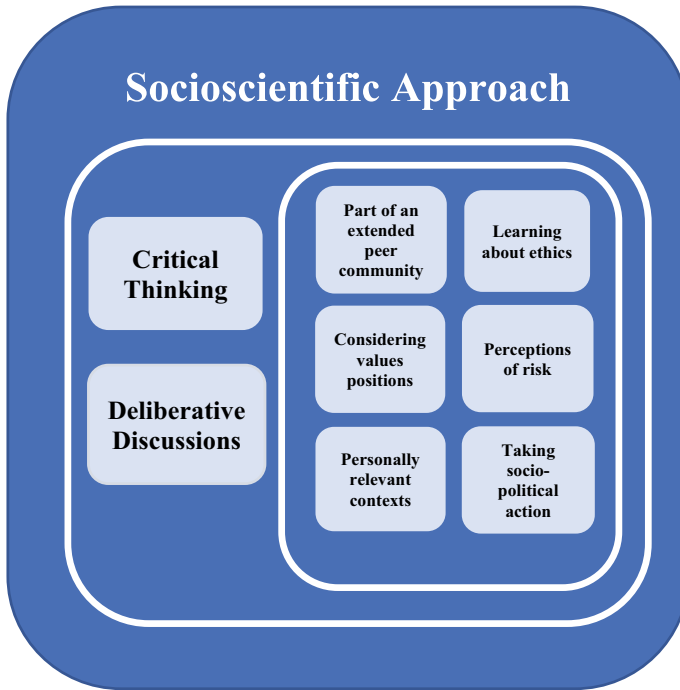 Socioscientific Approach
Critical
Thinking
Deliberative
Discussions
Part of an
extended
peer
community
Learning
about ethics
Considering
values
positions
Perceptions
of risk
Personally
relevant
contexts
Taking
socio-
political
action